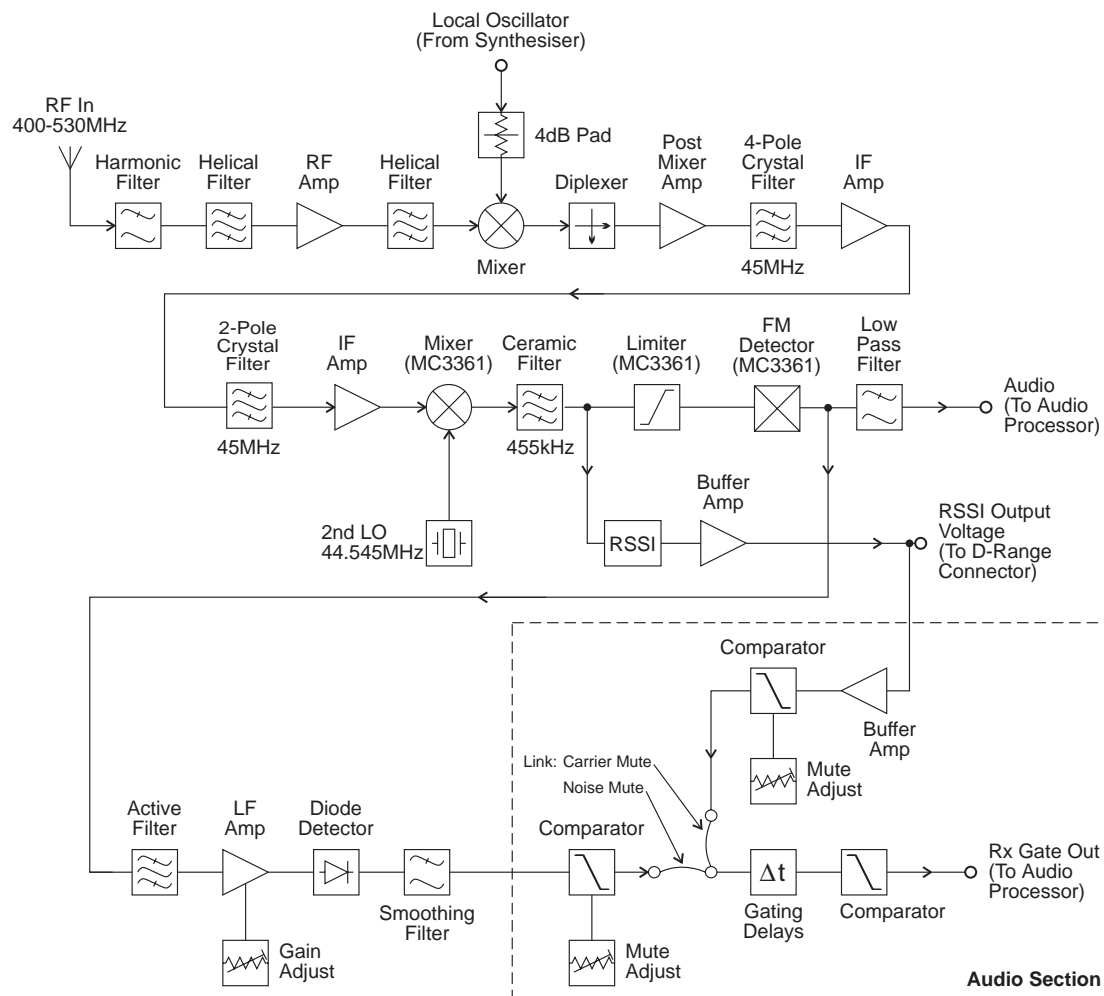 Local Oscillator
(From Synthesiser)
RF In
400-530MHz
4dB Pad
Harmonic
Filter
Helical
Filter
RF
Amp
Helical
Filter
Mixer
Diplexer
Post
Mixer
Amp
4-Pole
Crystal
Filter
45MHz
IF
Amp
2-Pole
Crystal
Filter
45MHz
IF
Amp
Mixer
(MC3361)
Ceramic
Filter
455kHz
Limiter
(MC3361)
FM
Detector
(MC3361)
Low
Pass
Filter
Audio
(To Audio
Processor)
2nd LO
44.545MHz
RSSI
Buffer
Amp
RSSI Output
Voltage
(To D-Range
Connector)
Comparator
Buffer
Amp
Mute
Adjust
Link: Carrier Mute
Noise Mute
Active
Filter
LF
Amp
Gain
Adjust
Diode
Detector
Smoothing
Filter
Comparator
Mute
Adjust
Δt
Gating
Delays
Comparator
Rx Gate Out
(To Audio
Processor)
Audio Section